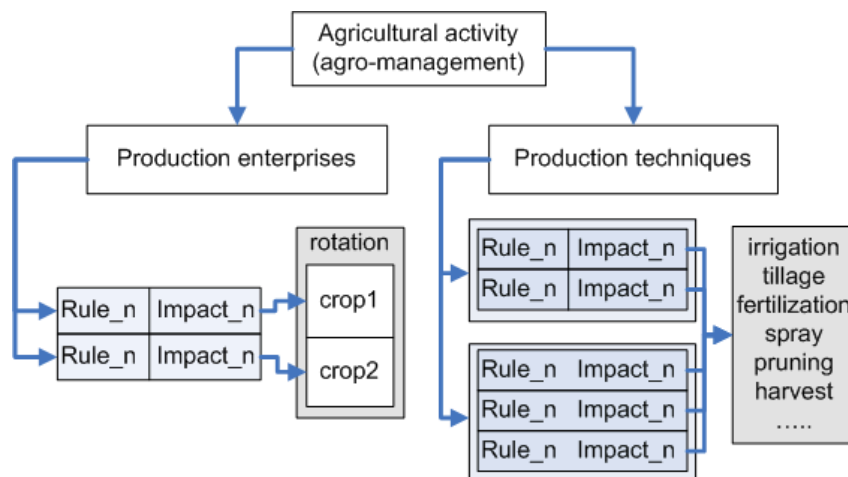 Agricultural activity
(agro-management)
Production enterprises
Production techniques
rotation
Rule_n Impact_n
Rule_n Impact_n
crop1
crop2
Rule_n Impact_n
Rule_n Impact_n
Rule_n Impact_n
Rule_n Impact_n
Rule_n Impact_n
irrigation
tillage
fertilization
spray
pruning
harvest
.....